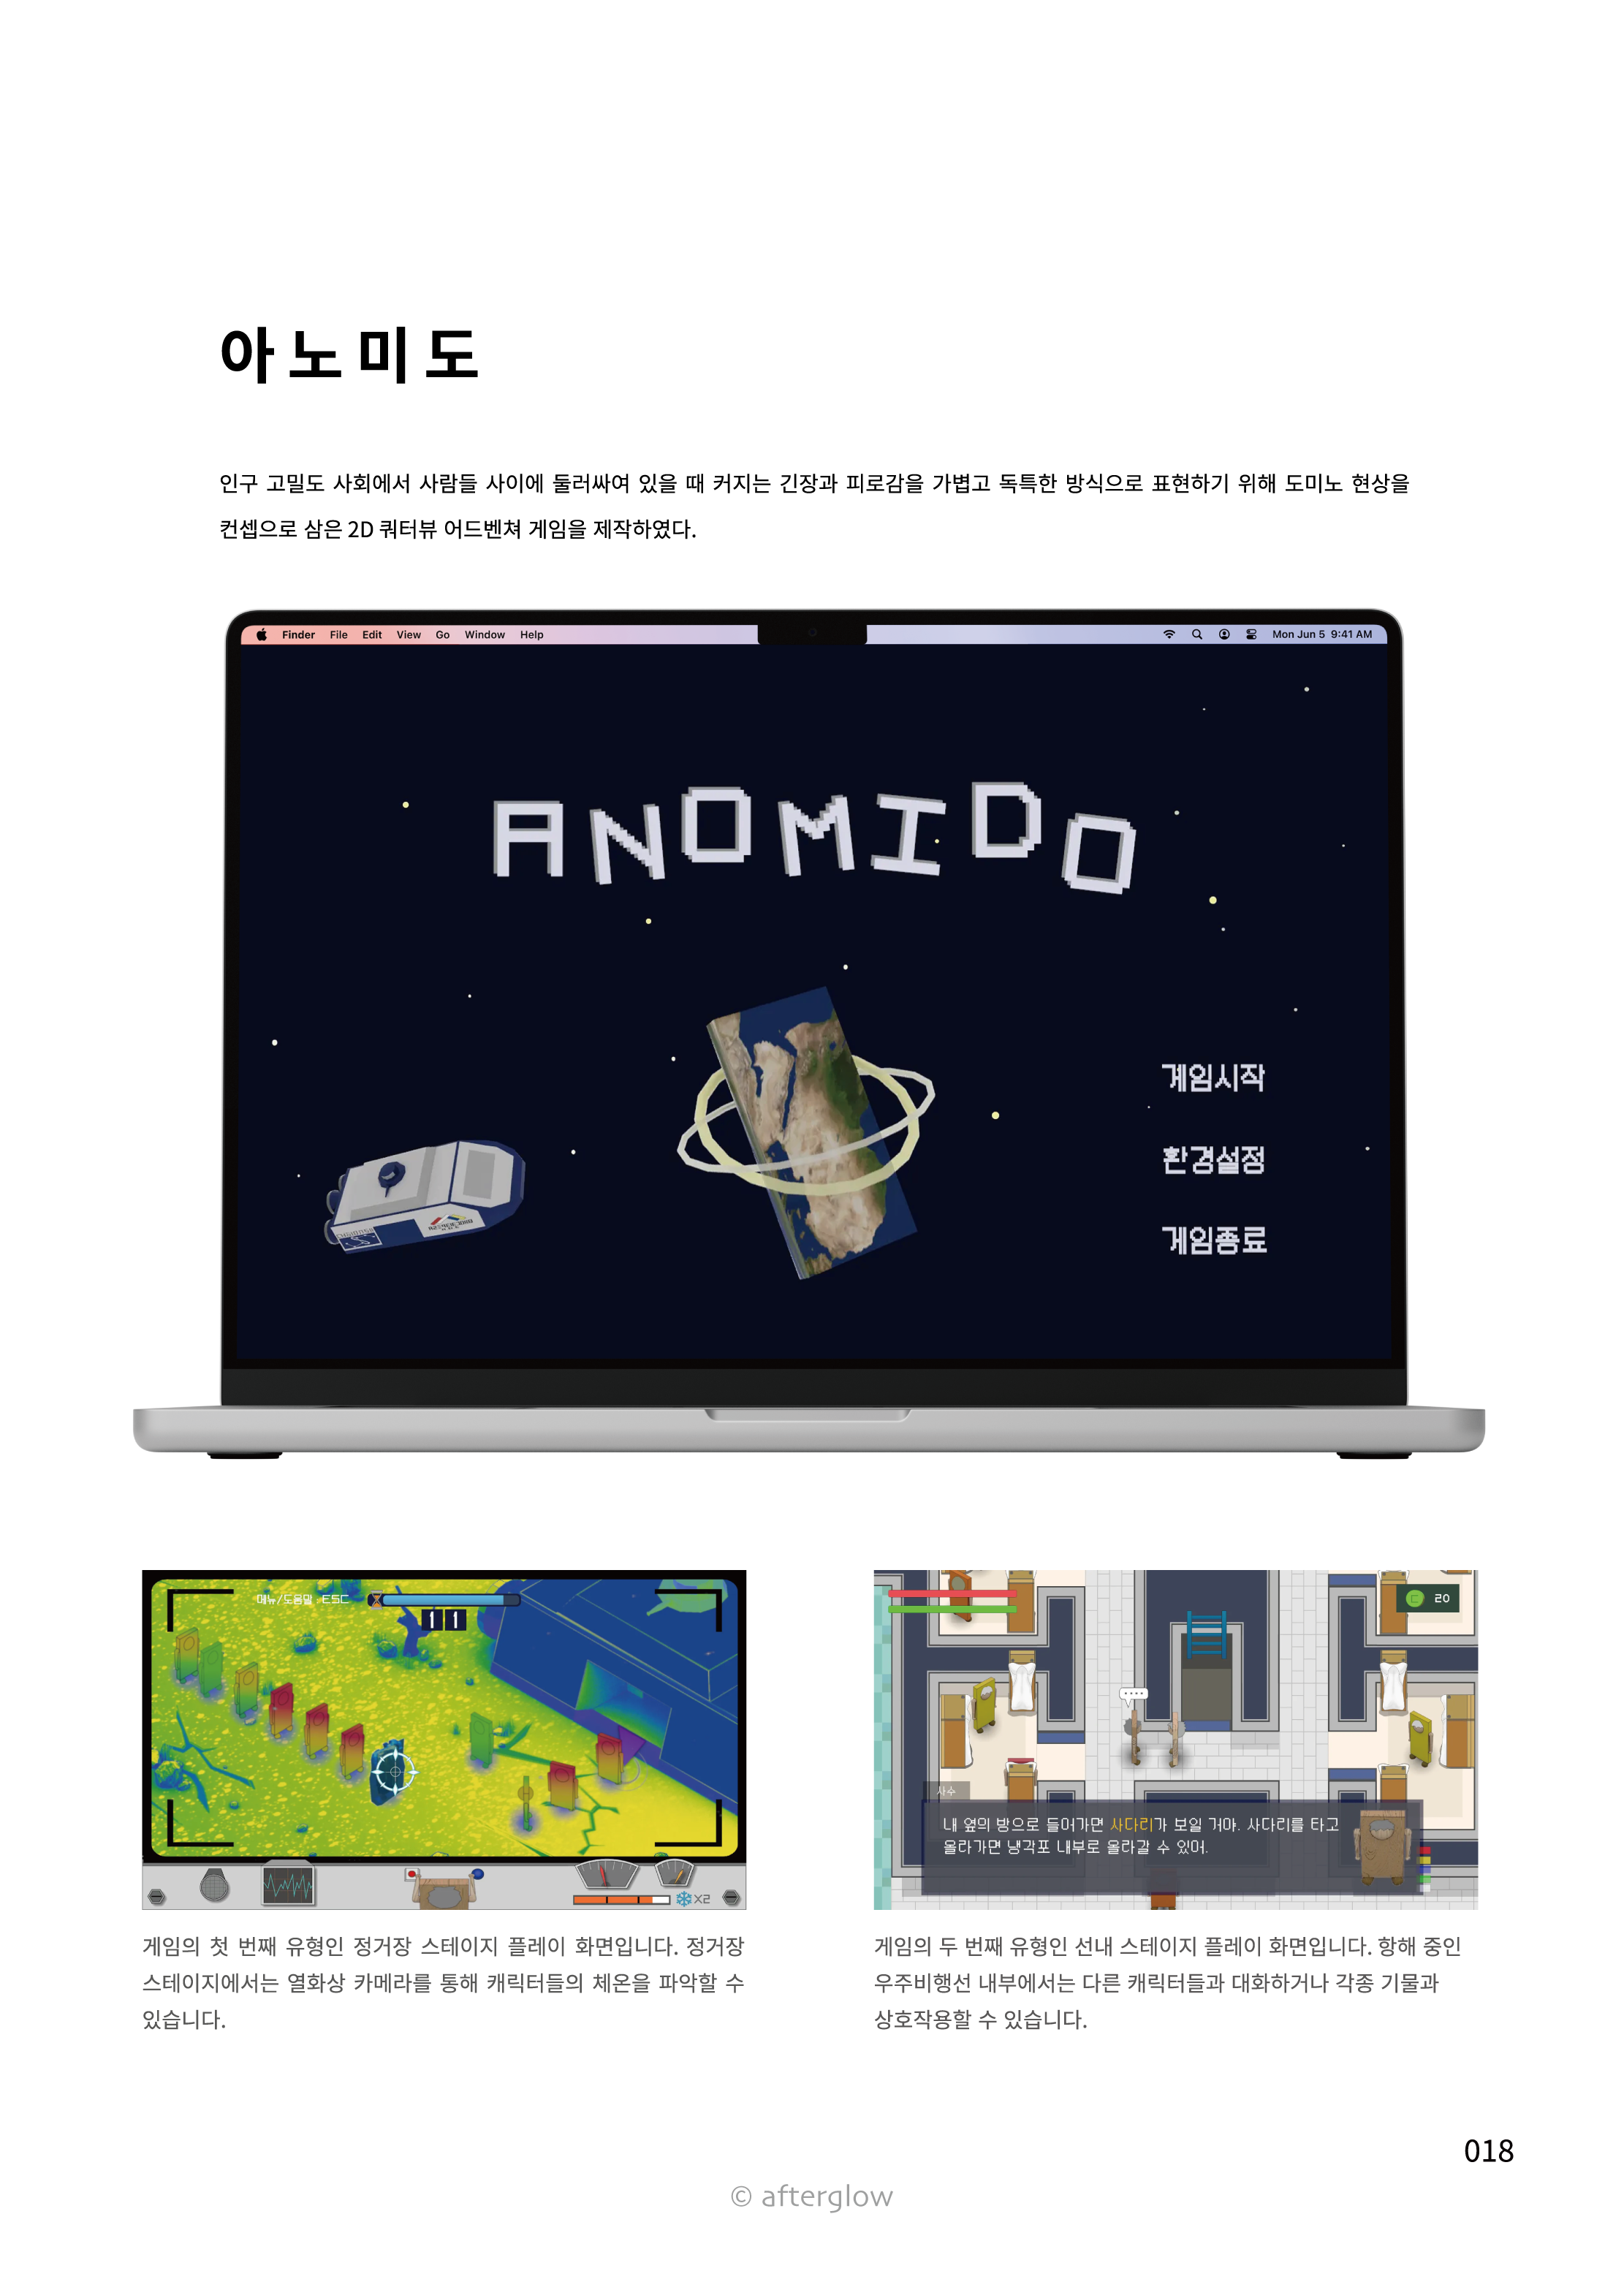 아노미도
인구 고밀도 사회에서 사람들 사이에 둘러싸여 있을 때 커지는 긴장과 피로감을 가볍고 독특한 방식으로 표현하기 위해 도미노 현상을
컨셉으로 삼은 2D 쿼터뷰 어드벤쳐 게임을 제작하였다.
Finder File Edit View Go Window Help
Mon Jun 5 9:41 AM
ANOMIDO
게임시작
환경설정
게임종료
메뉴/도움말 ESC
1 1
X2
20
사수
내 옆의 방으로 들어가면 사다리가 보일 거야. 사다리를 타고
올라가면 냉각포 내부로 올라갈 수 있어.
게임의 첫 번째 유형인 정거장 스테이지 플레이 화면입니다. 정거장
스테이지에서는 열화상 카메라를 통해 캐릭터들의 체온을 파악할 수
있습니다.
게임의 두 번째 유형인 선내 스테이지 플레이 화면입니다. 항해 중인
우주비행선 내부에서는 다른 캐릭터들과 대화하거나 각종 기물과
상호작용할 수 있습니다.
018
© afterglow